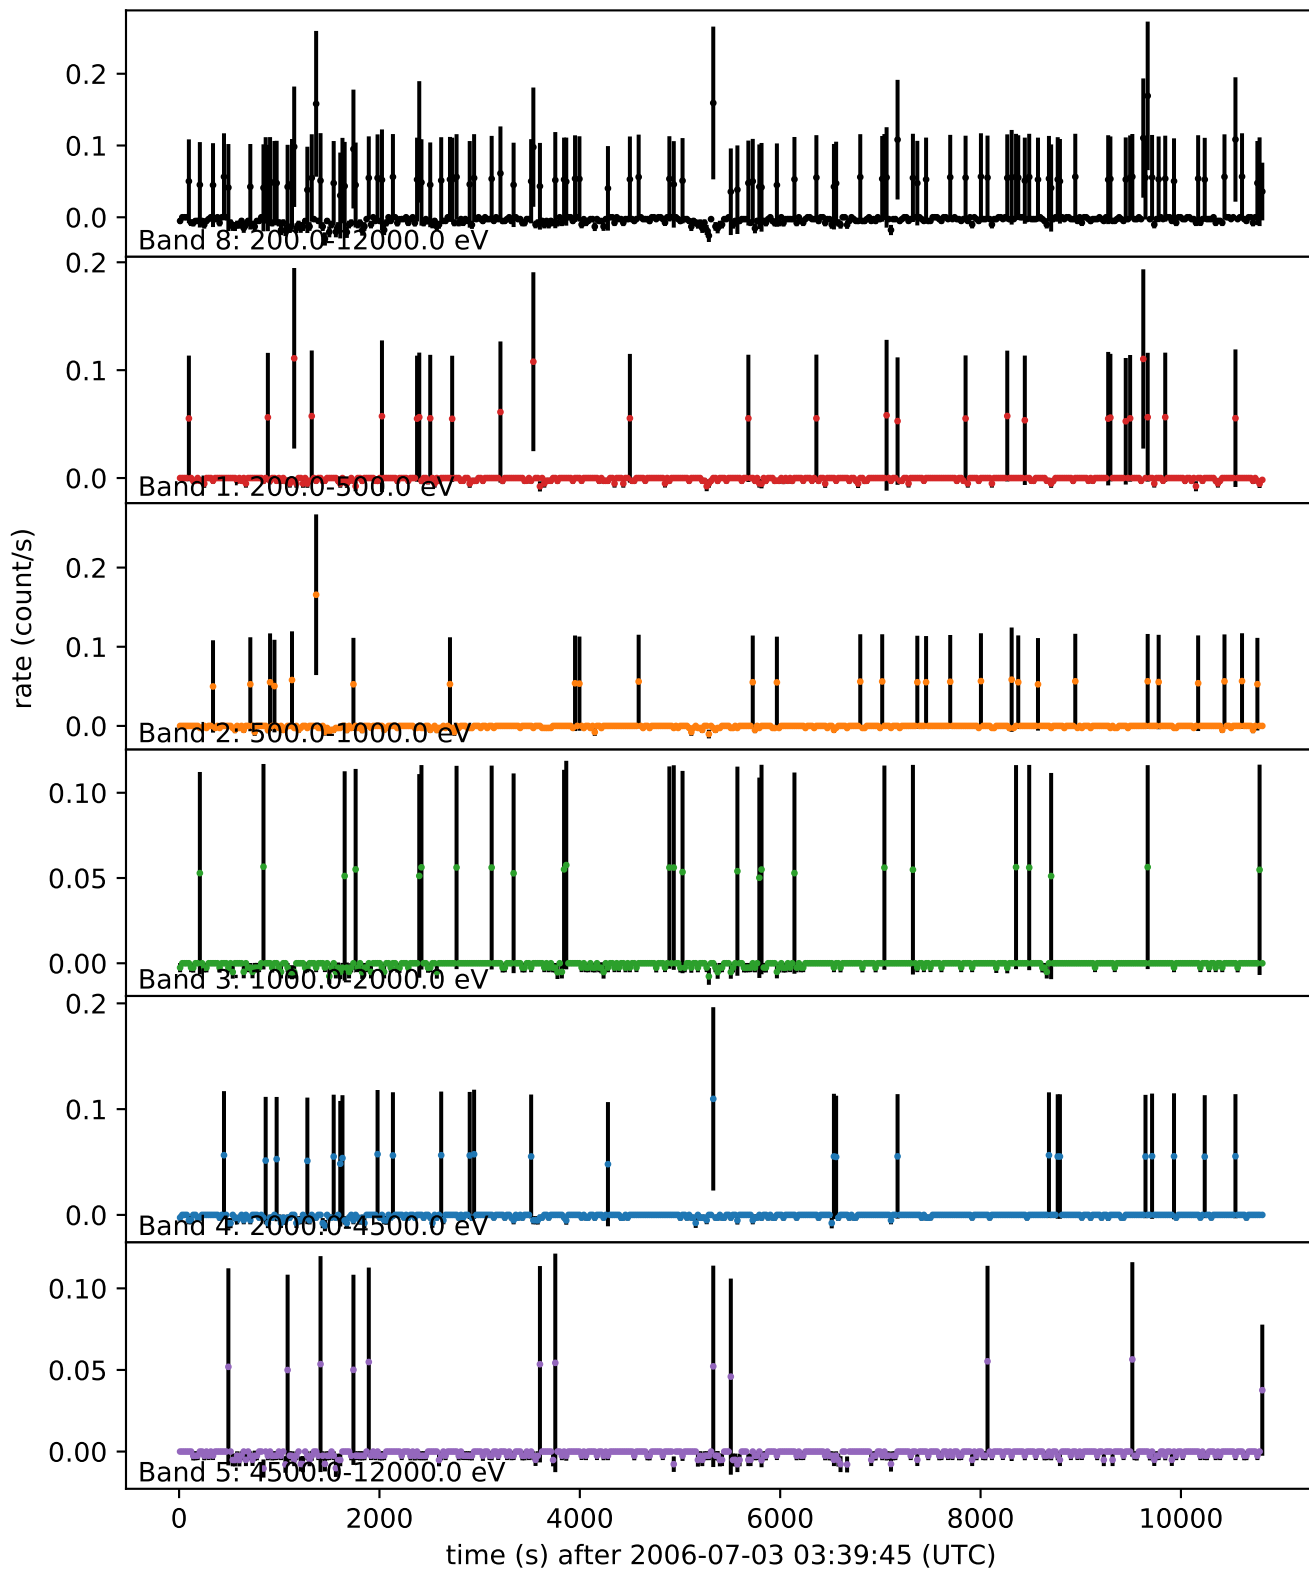 0.2
0.1
0.0
Band 8: 200.0-12000.0 eV
0.2
0.1
0.0
Band 1: 200.0-500.0 eV
0.2
0.1
0.0
Band 2: 500.0-1000.0 eV
rate (count/s)
0.10
0.05
0.00
Band 3: 1000.0-2000.0 eV
0.2
0.1
0.0
Band 4: 2000.0-4500.0 eV
0.10
0.05
0.00
Band 5: 4500.0-12000.0 eV
0 2000 4000 6000 8000 10000
time (s) after 2006-07-03 03:39:45 (UTC)